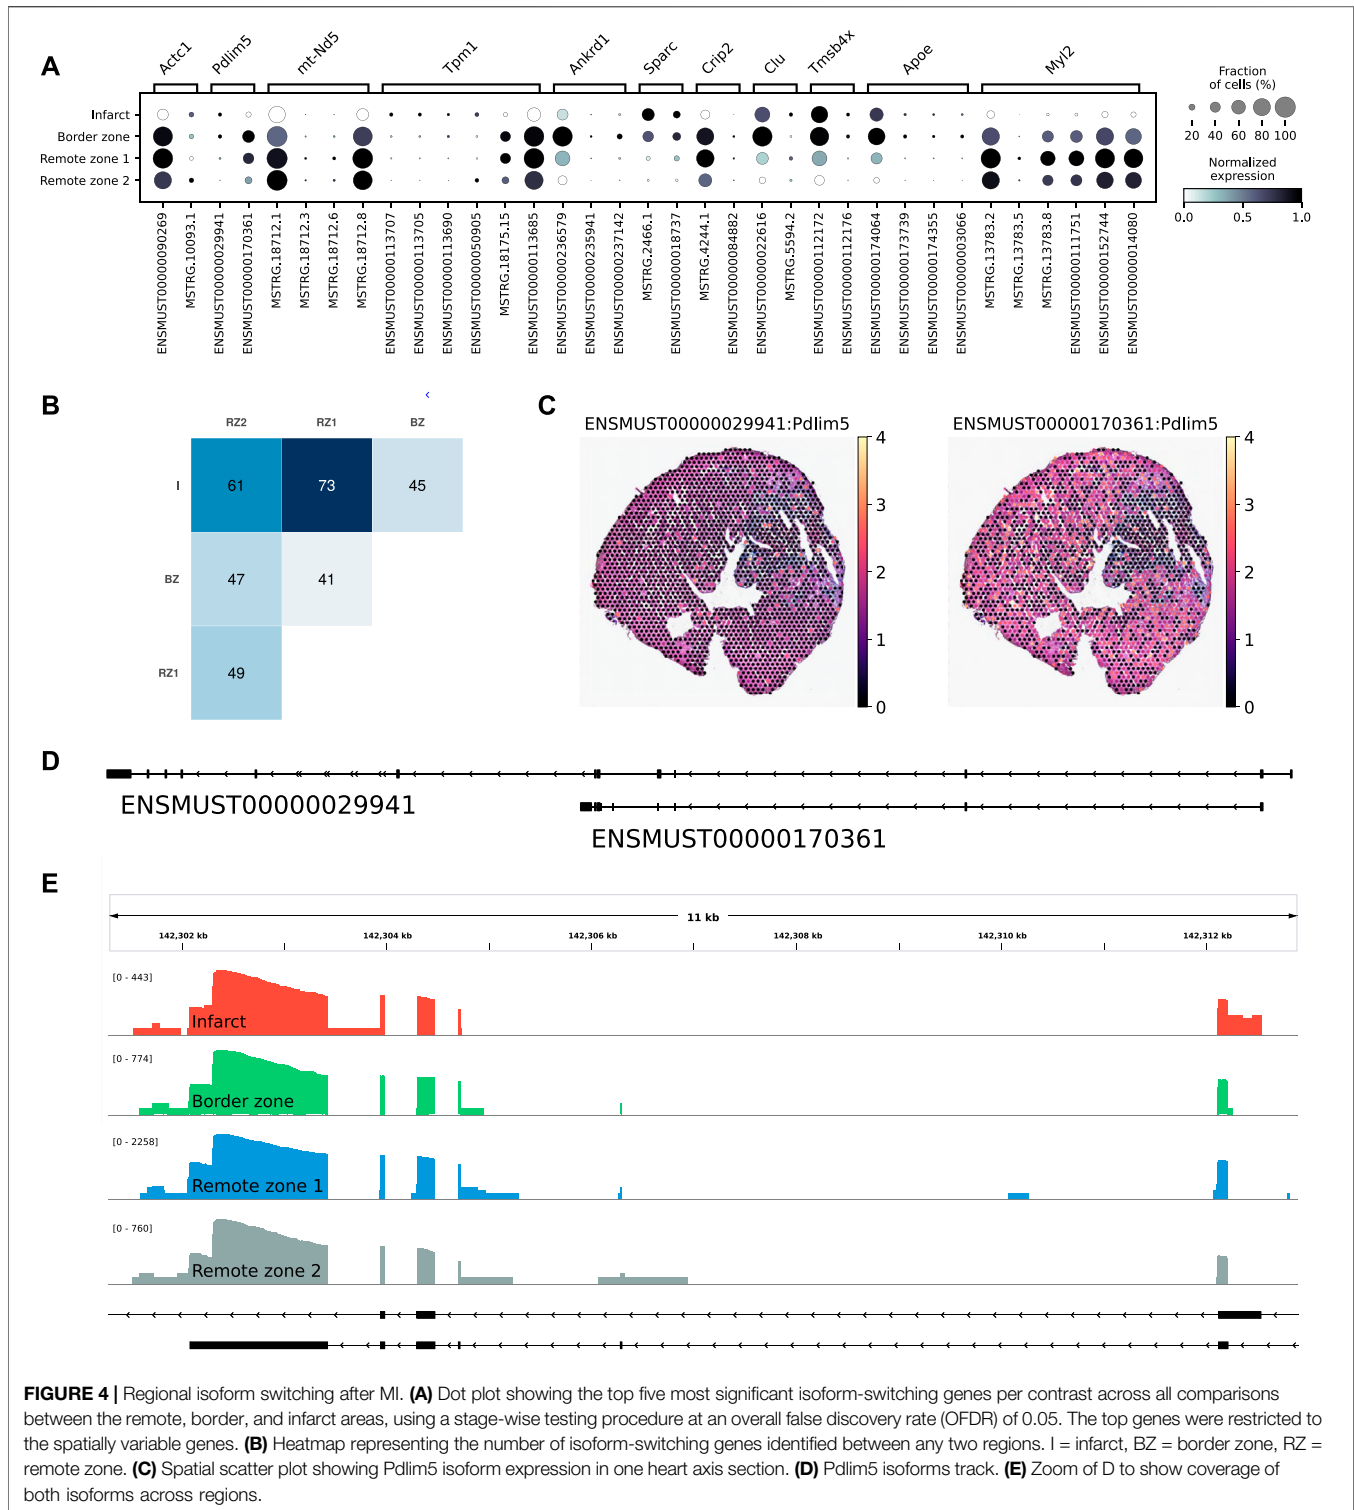 A
Actc1 Pdlim5 mt-Nd5 Tpm1 Ankrd1 Sparc Crip2 Clu Tmsb4x Apoe Myl2
Infarct
Border zone
Remote zone 1
Remote zone 2
Fraction
of cells (%)
20 40 60 80 100
Normalized
expression
0.0 0.5 1.0
ENSMUST00000090269
MSTRG.10093.1
ENSMUST00000029941
ENSMUST00000170361
MSTRG.18712.1
MSTRG.18712.3
MSTRG.18712.6
MSTRG.18712.8
ENSMUST00000113707
ENSMUST00000113705
ENSMUST00000113690
ENSMUST00000050905
MSTRG.18175.15
ENSMUST00000113685
ENSMUST00000236579
ENSMUST00000235941
ENSMUST00000237142
MSTRG.2466.1
ENSMUST00000018737
MSTRG.4244.1
ENSMUST00000084882
ENSMUST00000022616
MSTRG.5594.2
ENSMUST00000112172
ENSMUST00000112176
ENSMUST00000174064
ENSMUST00000173739
ENSMUST00000174355
ENSMUST00000003066
MSTRG.13783.2
MSTRG.13783.5
MSTRG.13783.8
ENSMUST00000111751
ENSMUST00000152744
ENSMUST00000014080
B
RZ2 RZ1 BZ
I 61 73 45
BZ 47 41
RZ1 49
C
ENSMUST00000029941:Pdlim5
4
3
2
1
0
ENSMUST00000170361:Pdlim5
4
3
2
1
0
D
ENSMUST00000029941
ENSMUST00000170361
E
11 kb
142,302 kb 142,304 kb 142,306 kb 142,308 kb 142,310 kb 142,312 kb
[0 - 443]
Infarct
[0 - 774]
Border zone
[0 - 2258]
Remote zone 1
[0 - 760]
Remote zone 2
FIGURE 4 | Regional isoform switching after MI. (A) Dot plot showing the top five most significant isoform-switching genes per contrast across all comparisons
between the remote, border, and infarct areas, using a stage-wise testing procedure at an overall false discovery rate (OFDR) of 0.05. The top genes were restricted to
the spatially variable genes. (B) Heatmap representing the number of isoform-switching genes identified between any two regions. I = infarct, BZ = border zone, RZ =
remote zone. (C) Spatial scatter plot showing Pdlim5 isoform expression in one heart axis section. (D) Pdlim5 isoforms track. (E) Zoom of D to show coverage of
both isoforms across regions.